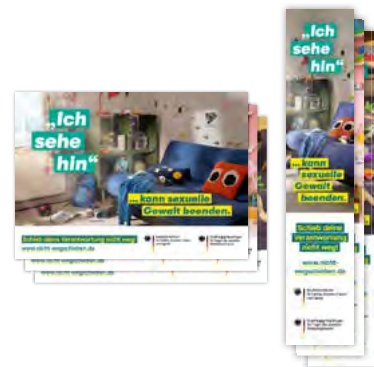 „Ich
sehe
hin“
... kann sexuelle
Gewalt beenden.
Schieb deine Verantwortung nicht weg!
www.nicht-wegschieben.de
„Ich
sehe
hin“
... kann
sexuelle
Gewalt
beenden.
Schieb deine
Verantwortung
nicht weg!
www.nicht-
wegschieben.de